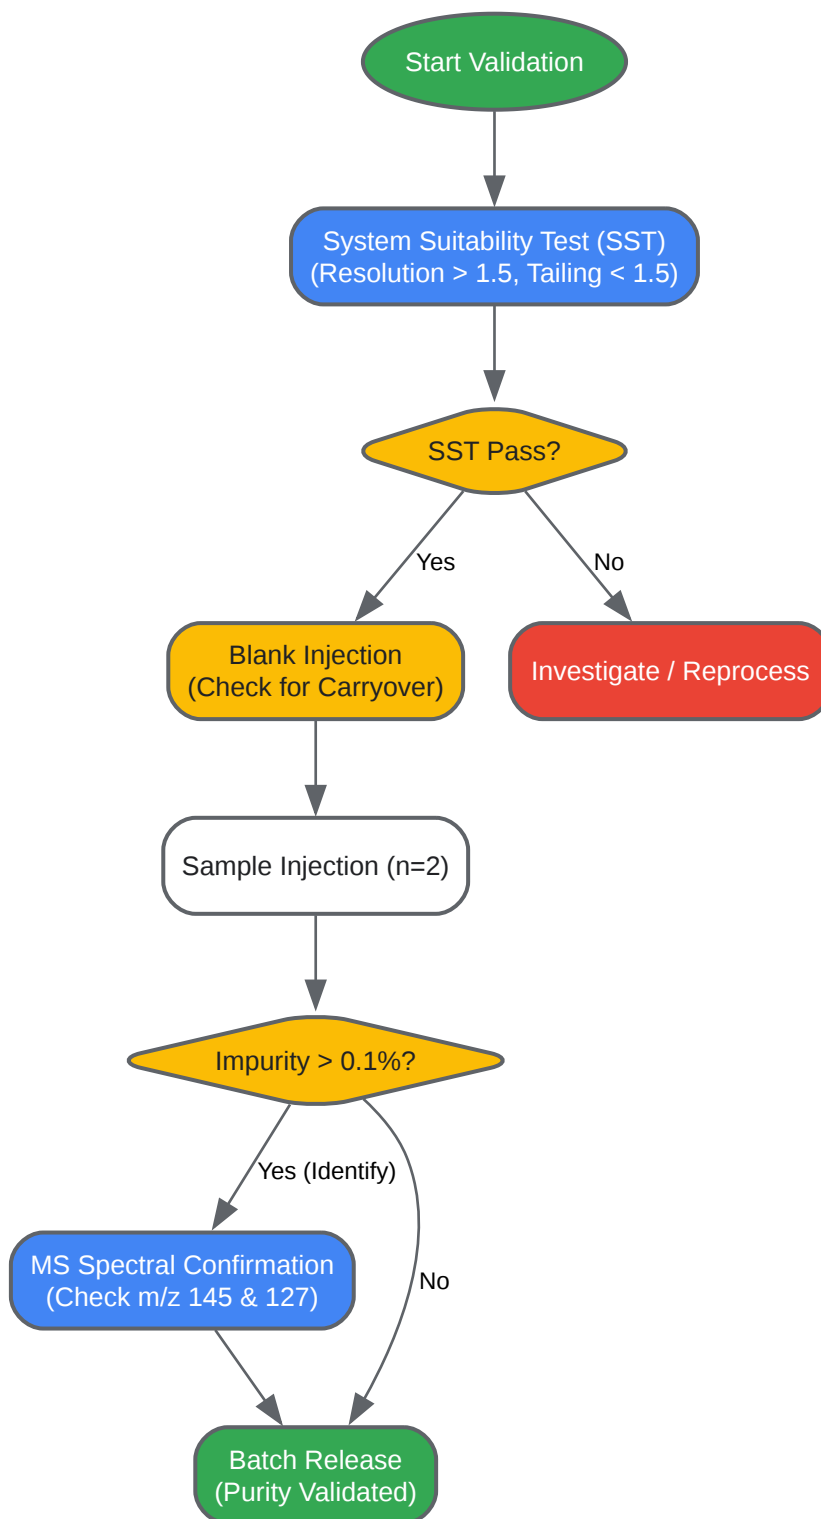 Start Validation
System Suitability Test (SST)
(Resolution > 1.5, Tailing < 1.5)
SST Pass?
Yes
No
Blank Injection
(Check for Carryover)
Investigate / Reprocess
Sample Injection (n=2)
Impurity > 0.1%?
Yes (Identify)
MS Spectral Confirmation
(Check m/z 145 & 127)
No
Batch Release
(Purity Validated)